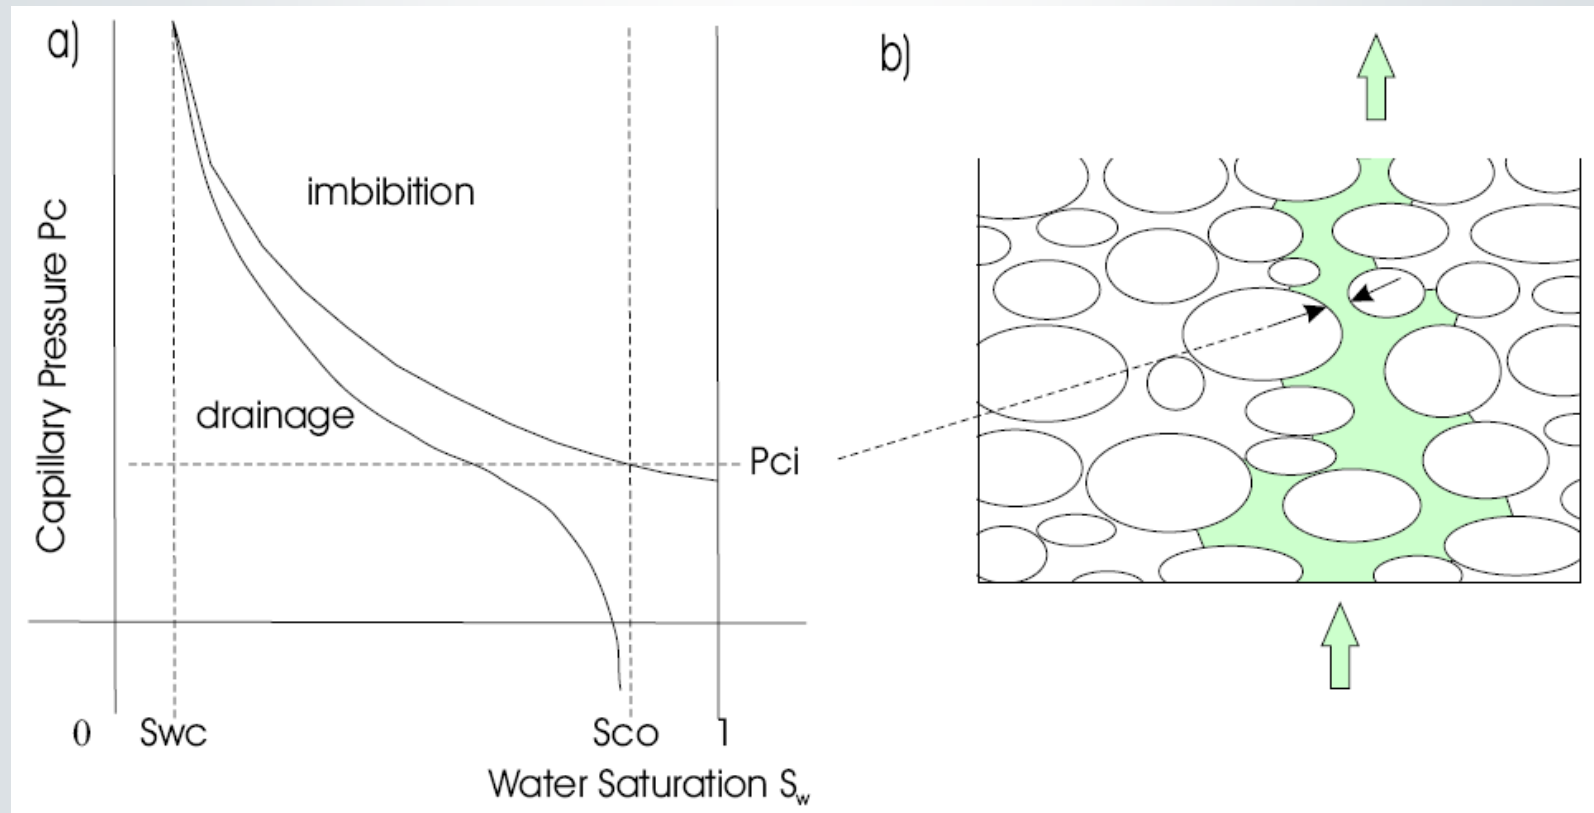 a)
imbibition
drainage
Capillary Pressure Pc
Pci
0
Swc
Sco
1
Water Saturation Sw
b)